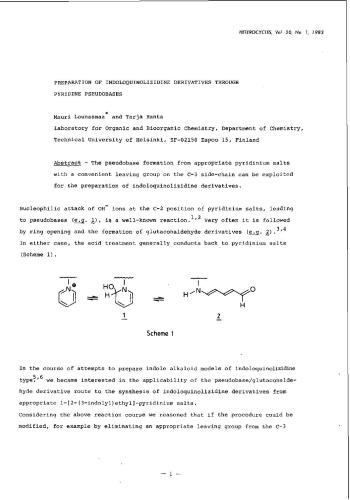 HETEROCYCLES, Vol 20, No 1, 1983
PREPARATION OF INDOLOQUINOLIZIDINE DERIVATIVES THROUGH
PYRIDINE PSEUDOBASES
Mauri Lounasmaa* and Tarja Hanta
Laboratory for Organic and Bioorganic Chemistry, Department of Chemistry,
Technical University of Helsinki, SF-02150 Espoo 15, Finland
Abstract - The pseudobase formation from appropriate pyridinium salts
with a convenient leaving group on the C-3 side-chain can be exploited
for the preparation of indoloquinolizidine derivatives.
Nucleophilic attack of OH⁻ ions at the C-2 position of pyridinium salts, leading
to pseudobases (e.g. 1), is a well-known reaction.1,2 Very often it is followed
by ring opening and the formation of glutaconaldehyde derivatives (e.g. 2).3,4
In either case, the acid treatment generally conducts back to pyridinium salts
(Scheme 1).
N⊕ HO H N H N O H
1 2
Scheme 1
In the course of attempts to prepare indole alkaloid models of indoloquinolizidine
type5,6 we became interested in the applicability of the pseudobase/glutaconalde-
hyde derivative route to the synthesis of indoloquinolizidine derivatives from
appropriate 1-[2-(3-indolyl)ethyl]-pyridinium salts.
Considering the above reaction course we reasoned that if the procedure could be
modified, for example by eliminating an appropriate leaving group from the C-3
— 1 —